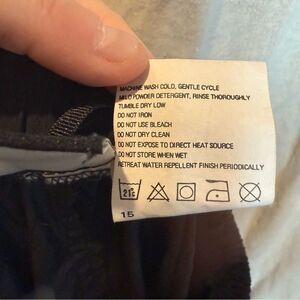 MACHINE WASH COLD, GENTLE CYCLE
MILD POWDER DETERGENT, RINSE THOROUGHLY
TUMBLE DRY LOW
DO NOT IRON
DO NOT USE BLEACH
DO NOT DRY CLEAN
DO NOT EXPOSE TO DIRECT HEAT SOURCE
DO NOT STORE WHEN WET
RETREAT WATER REPELLENT FINISH PERIODICALLY
15